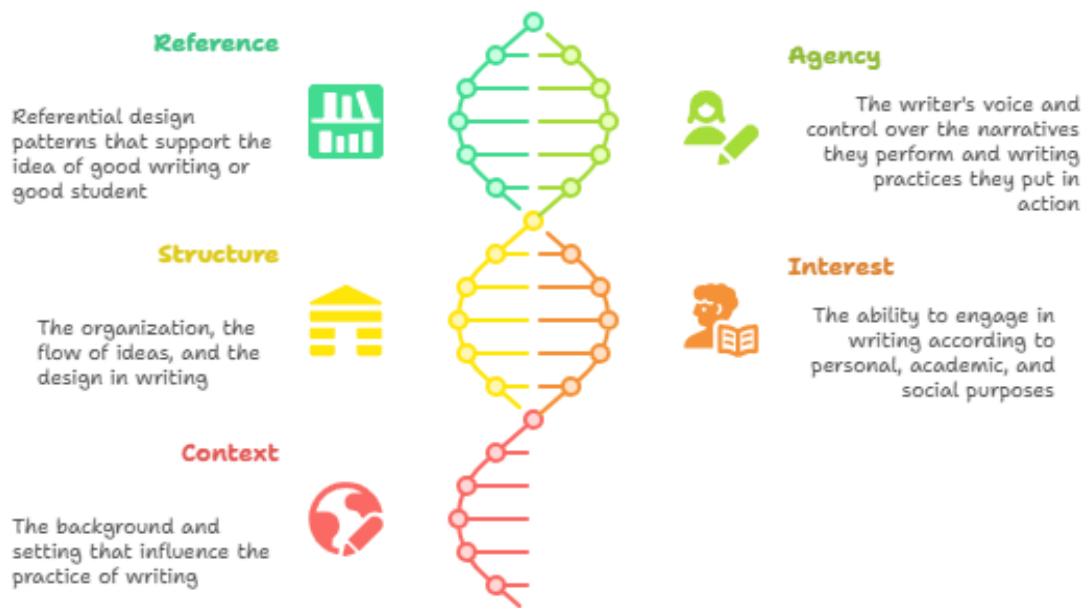 Reference
Referential design
patterns that support the
idea of good writing or
good student
Agency
The writer's voice and
control over the narratives
they perform and writing
practices they put in
action
Structure
The organization, the
flow of ideas, and the
design in writing
Interest
The ability to engage in
writing according to
personal, academic, and
social purposes
Context
The background and
setting that influence the
practice of writing